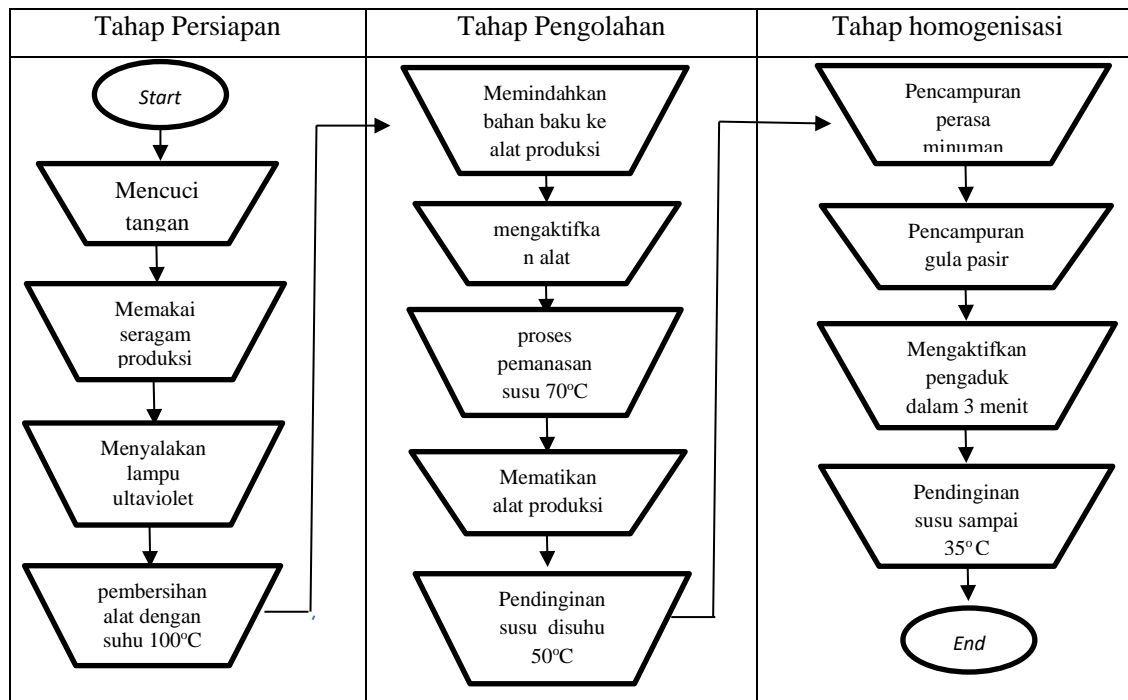 Tahap Persiapan
Tahap Pengolahan
Tahap homogenisasi
Start
Mencuci
tangan
Memakai
seragam
produksi
Menyalakan
lampu
ultaviolet
pembersihan
alat dengan
suhu 100°C
Memindahkan
bahan baku ke
alat produksi
mengaktifka
n alat
proses
pemanasan
susu 70°C
Mematikan
alat produksi
Pendinginan
susu disuhu
50°C
Pencampuran
perasa
minuman
Pencampuran
gula pasir
Mengaktifkan
pengaduk
dalam 3 menit
Pendinginan
susu sampai
35°C
End